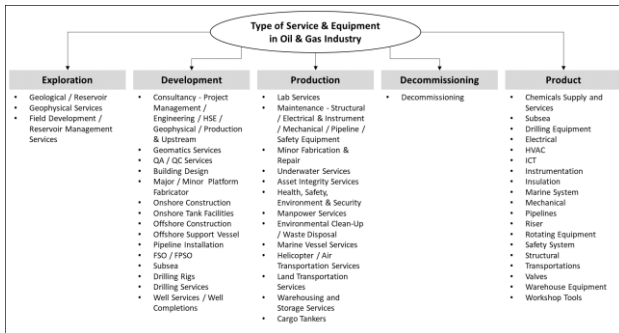 Type of Service & Equipment
in Oil & Gas Industry
Exploration
• Geological / Reservoir
• Geophysical Services
• Field Development /
Reservoir Management
Services
Development
• Consultancy - Project
Management /
Engineering / HSE /
Geophysical / Production
& Upstream
• Geomatics Services
• QA / QC Services
• Building Design
• Major / Minor Platform
Fabricator
• Onshore Construction
• Onshore Tank Facilities
• Offshore Construction
• Offshore Support Vessel
• Pipeline Installation
• FSO / FPSO
• Subsea
• Drilling Rigs
• Drilling Services
• Well Services / Well
Completions
Production
• Lab Services
• Maintenance - Structural
/ Electrical & Instrument
/ Mechanical / Pipeline /
Safety Equipment
• Minor Fabrication &
Repair
• Underwater Services
• Asset Integrity Services
• Health, Safety,
Environment & Security
• Manpower Services
• Environmental Clean-Up
/ Waste Disposal
• Marine Vessel Services
• Helicopter / Air
Transportation Services
• Land Transportation
Services
• Warehousing and
Storage Services
• Cargo Tankers
Decommissioning
• Decommissioning
Product
• Chemicals Supply and
Services
• Subsea
• Drilling Equipment
• Electrical
• HVAC
• ICT
• Instrumentation
• Insulation
• Marine System
• Mechanical
• Pipelines
• Riser
• Rotating Equipment
• Safety System
• Structural
• Transportations
• Valves
• Warehouse Equipment
• Workshop Tools